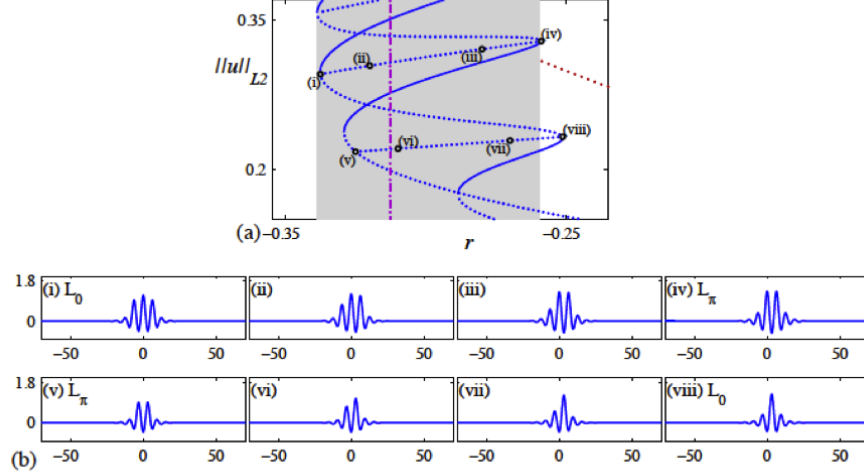 0.35
||u||L2
(i)
(ii)
(iii)
(iv)
(v)
(vi)
(vii)
(viii)
0.2
(a) −0.35
r
−0.25
1.8
0
(i) L0
(ii)
(iii)
(iv) Lπ
−50 0 50 −50 0 50 −50 0 50 −50 0 50
1.8
0
(v) Lπ
(vi)
(vii)
(viii) L0
(b) −50 0 50 −50 0 50 −50 0 50 −50 0 50